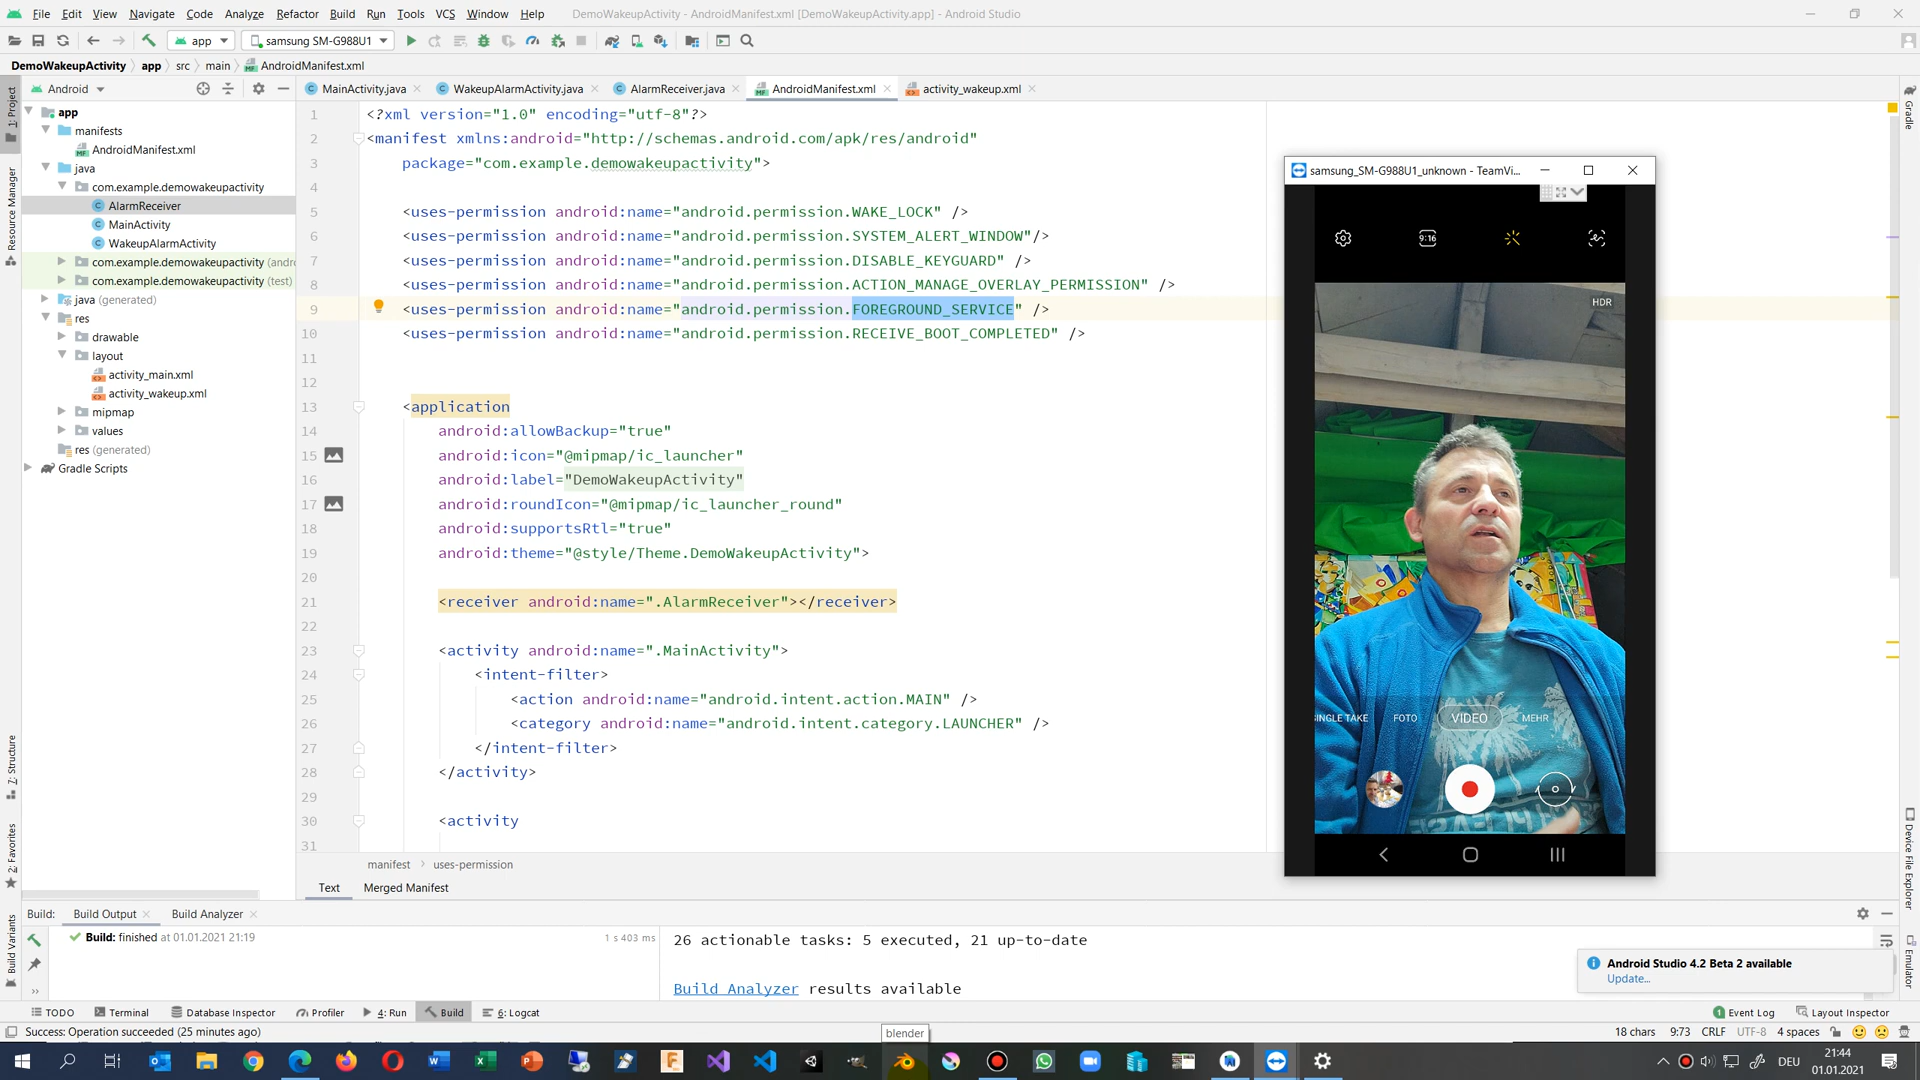 File Edit View Navigate Code Analyze Refactor Build Run Tools VCS Window Help DemoWakeupActivity - AndroidManifest.xml [DemoWakeupActivity.app] - Android Studio
app samsung SM-G988U1
DemoWakeupActivity app src main AndroidManifest.xml
Android
MainActivity.java WakeupAlarmActivity.java AlarmReceiver.java AndroidManifest.xml activity_wakeup.xml
1: Project
Resource Manager
7: Structure
2: Favorites
Build Variants
app
manifests
AndroidManifest.xml
java
com.example.demowakeupactivity
AlarmReceiver
MainActivity
WakeupAlarmActivity
com.example.demowakeupactivity (andro
com.example.demowakeupactivity (test)
java (generated)
res
drawable
layout
activity_main.xml
activity_wakeup.xml
mipmap
values
res (generated)
Gradle Scripts
1 <?xml version="1.0" encoding="utf-8"?>
2 <manifest xmlns:android="http://schemas.android.com/apk/res/android"
3 package="com.example.demowakeupactivity">
4
5 <uses-permission android:name="android.permission.WAKE_LOCK" />
6 <uses-permission android:name="android.permission.SYSTEM_ALERT_WINDOW"/>
7 <uses-permission android:name="android.permission.DISABLE_KEYGUARD" />
8 <uses-permission android:name="android.permission.ACTION_MANAGE_OVERLAY_PERMISSION" />
9 <uses-permission android:name="android.permission.FOREGROUND_SERVICE" />
10 <uses-permission android:name="android.permission.RECEIVE_BOOT_COMPLETED" />
11
12
13 <application
14 android:allowBackup="true"
15 android:icon="@mipmap/ic_launcher"
16 android:label="DemoWakeupActivity"
17 android:roundIcon="@mipmap/ic_launcher_round"
18 android:supportsRtl="true"
19 android:theme="@style/Theme.DemoWakeupActivity">
20
21 <receiver android:name=".AlarmReceiver"></receiver>
22
23 <activity android:name=".MainActivity">
24 <intent-filter>
25 <action android:name="android.intent.action.MAIN" />
26 <category android:name="android.intent.category.LAUNCHER" />
27 </intent-filter>
28 </activity>
29
30 <activity
31
manifest uses-permission
Text Merged Manifest
samsung_SM-G988U1_unknown - TeamVi...
9:16
HDR
SINGLE TAKE FOTO VIDEO MEHR
Gradle
Device File Explorer
Emulator
Build: Build Output Build Analyzer
Build: finished at 01.01.2021 21:19 1 s 403 ms
26 actionable tasks: 5 executed, 21 up-to-date
Build Analyzer results available
Android Studio 4.2 Beta 2 available
Update...
TODO Terminal Database Inspector Profiler 4: Run Build 6: Logcat 1 Event Log Layout Inspector
Success: Operation succeeded (25 minutes ago) 18 chars 9:73 CRLF UTF-8 4 spaces
blender
DEU
21:44
01.01.2021